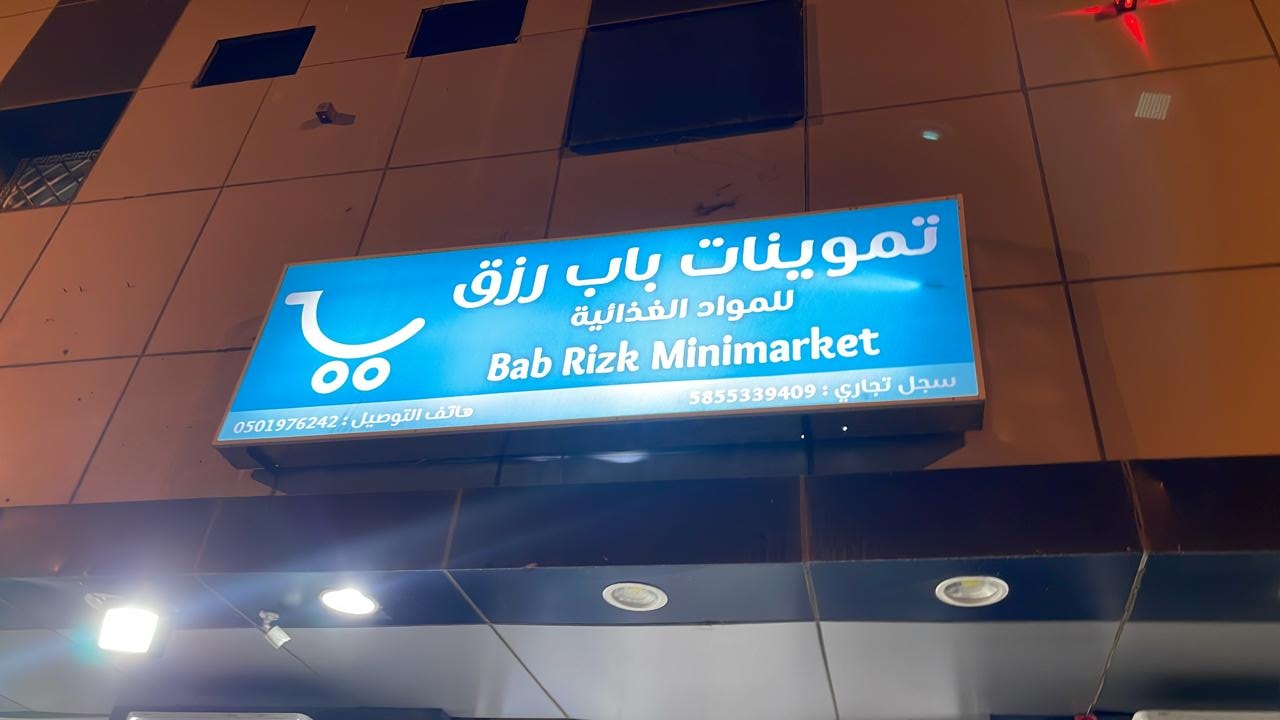 تموينات باب رزق
للمواد الغذائية
Bab Rizk Minimarket
سجل تجاري : 5855339409
هاتف التوصيل : 0501976242